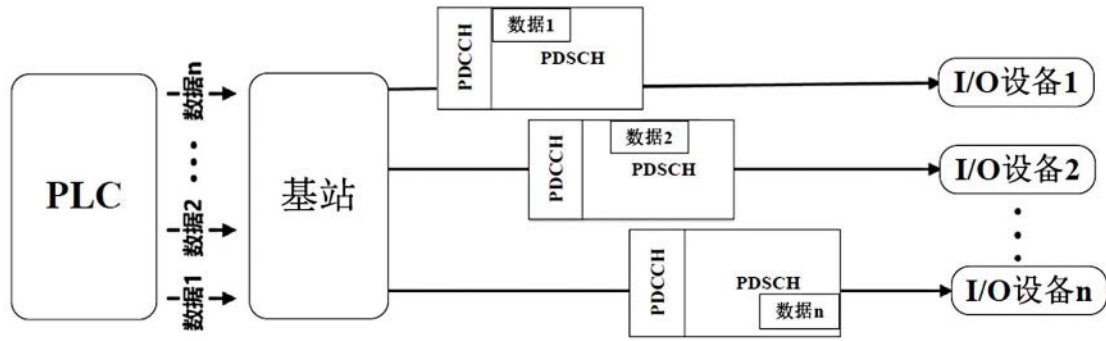 PLC
数据n
数据2
数据1
基站
PDCCH
数据1
PDSCH
I/O设备1
PDCCH
数据2
PDSCH
I/O设备2
PDCCH
PDSCH
数据n
I/O设备n